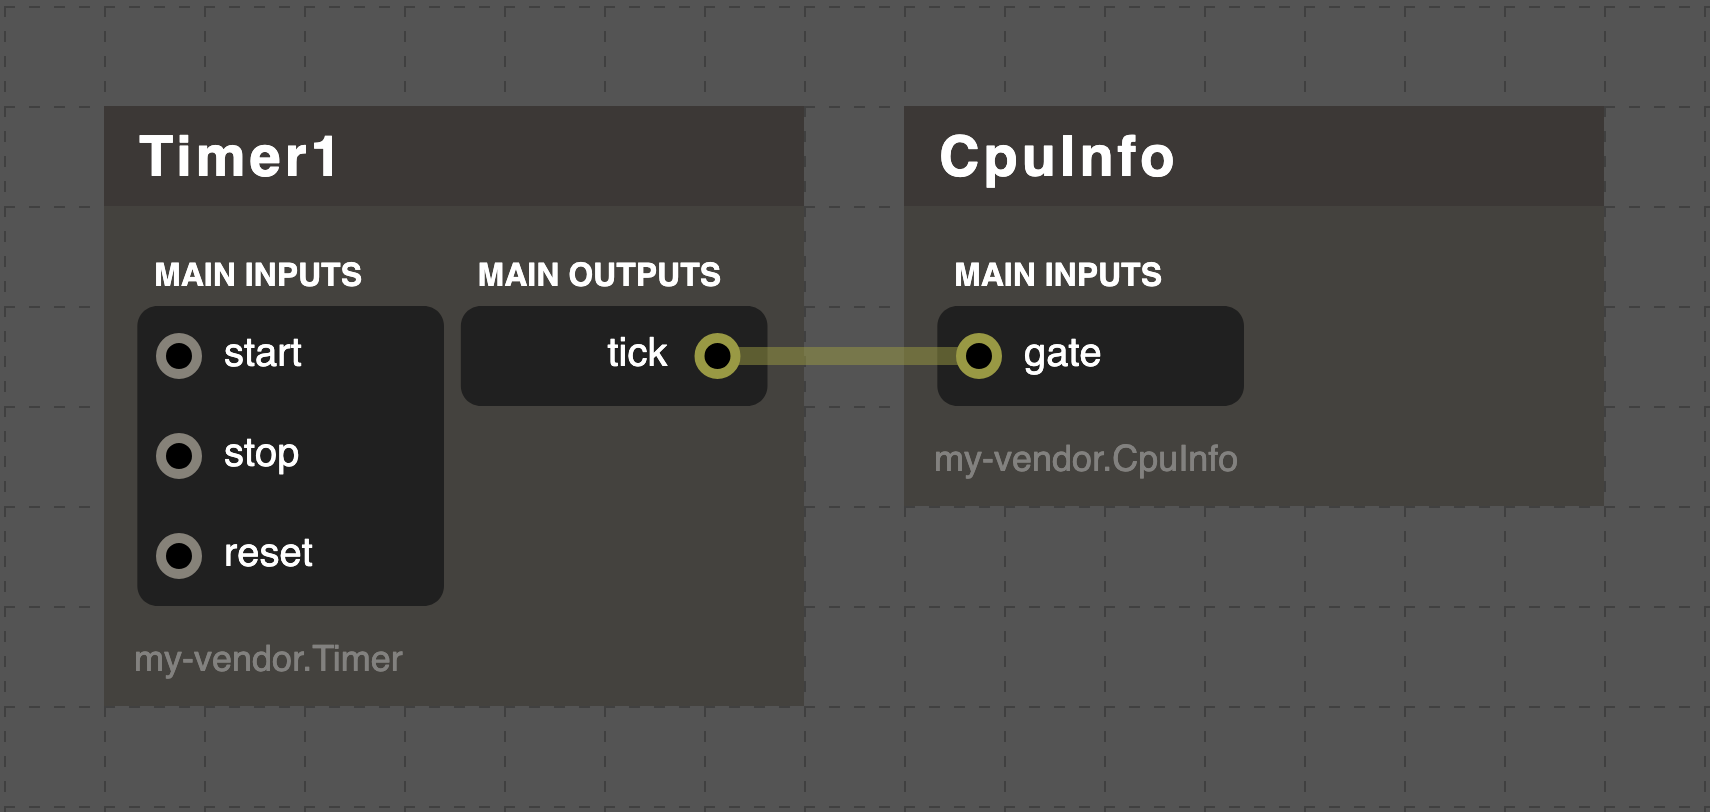 Timer1
MAIN INPUTS
start
stop
reset
MAIN OUTPUTS
tick
my-vendor.Timer
CpuInfo
MAIN INPUTS
gate
my-vendor.CpuInfo